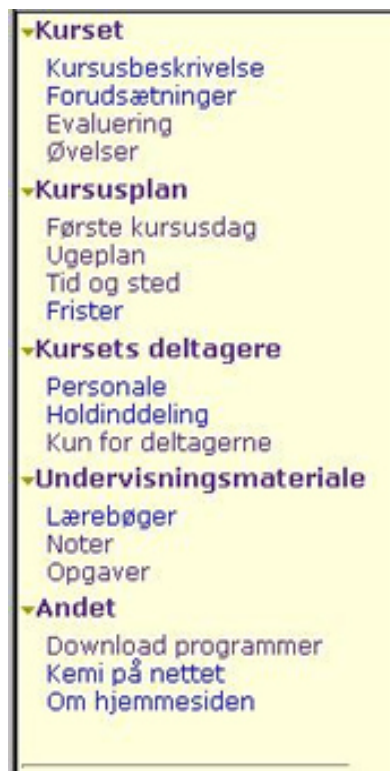 Kurset
Kursusbeskrivelse
Forudsætninger
Evaluering
Øvelser
Kursusplan
Første kursusdag
Ugeplan
Tid og sted
Frister
Kursets deltagere
Personale
Holdinddeling
Kun for deltagerne
Undervisningsmateriale
Lærebøger
Noter
Opgaver
Andet
Download programmer
Kemi på nettet
Om hjemmesiden